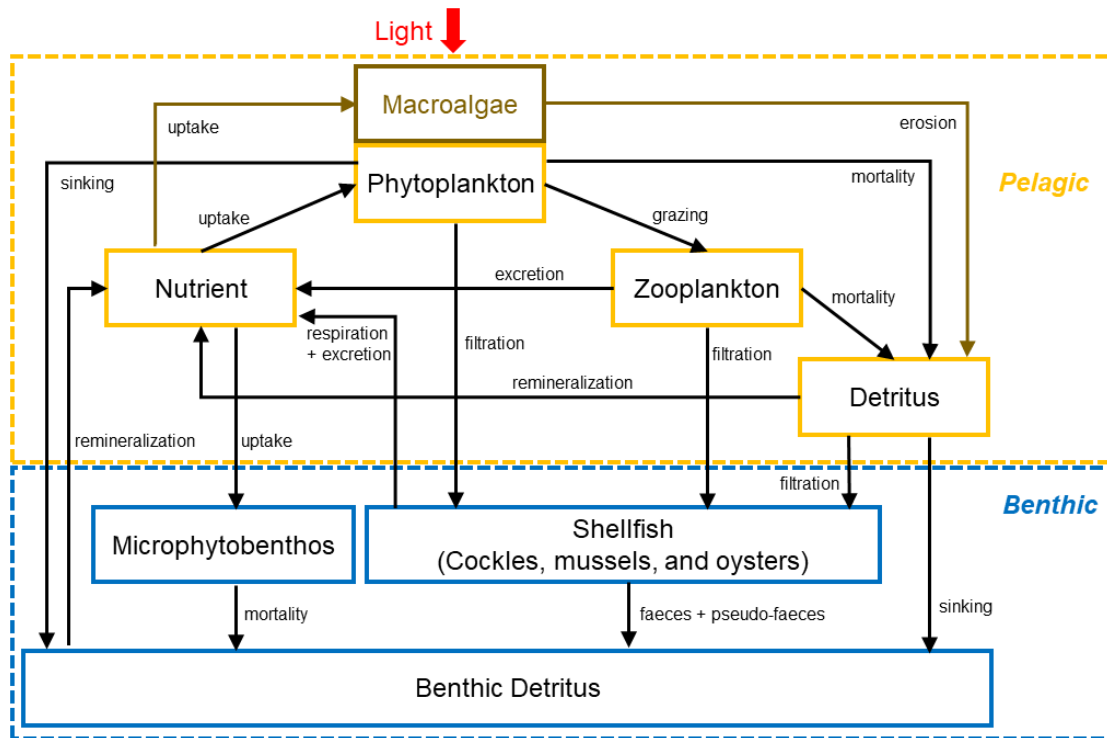 Light
Macroalgae
uptake
erosion
sinking
Phytoplankton
mortality
Pelagic
uptake
grazing
Nutrient
excretion
Zooplankton
mortality
respiration
+ excretion
filtration
filtration
remineralization
Detritus
remineralization
uptake
filtration
Benthic
Microphytobenthos
Shellfish
(Cockles, mussels, and oysters)
mortality
faeces + pseudo-faeces
sinking
Benthic Detritus